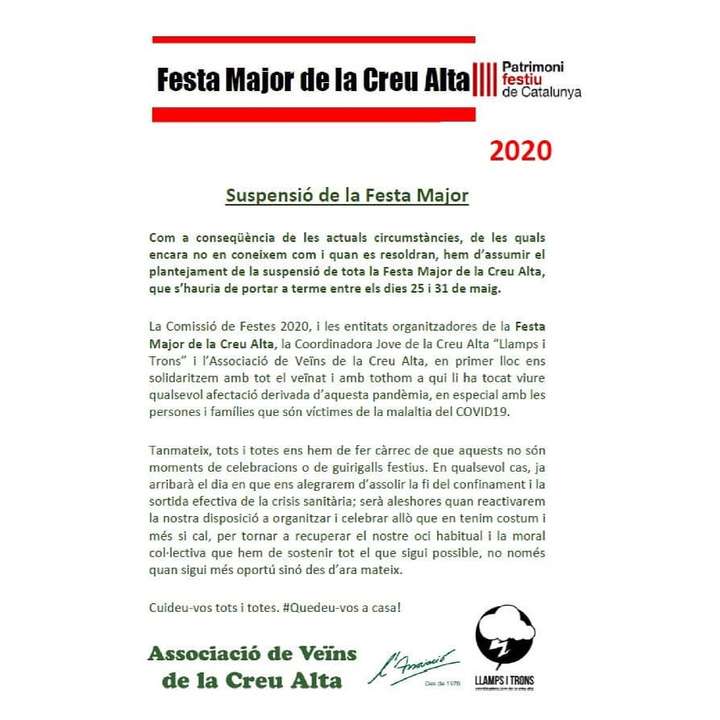 Festa Major de la Creu Alta
Patrimoni
festiu
de Catalunya
2020
Suspensió de la Festa Major
Com a conseqüència de les actuals circumstàncies, de les quals
encara no en coneixem com i quan es resoldran, hem d'assumir el
plantejament de la suspensió de tota la Festa Major de la Creu Alta,
que s'hauria de portar a terme entre els dies 25 i 31 de maig.
La Comissió de Festes 2020, i les entitats organitzadores de la Festa
Major de la Creu Alta, la Coordinadora Jove de la Creu Alta "Llamps i
Trons" i l'Associació de Veïns de la Creu Alta, en primer lloc ens
solidaritzem amb tot el veïnat i amb tothom a qui li ha tocat viure
qualsevol afectació derivada d'aquesta pandèmia, en especial amb les
persones i famílies que són víctimes de la malaltia del COVID19.
Tanmateix, tots i totes ens hem de fer càrrec de que aquests no són
moments de celebracions o de guirigalls festius. En qualsevol cas, ja
arribarà el dia en que ens alegrarem d'assolir la fi del confinament i la
sortida efectiva de la crisis sanitària; serà aleshores quan reactivarem
la nostra disposició a organitzar i celebrar allò que en tenim costum i
més si cal, per tornar a recuperar el nostre oci habitual i la moral
col·lectiva que hem de sostenir tot el que sigui possible, no només
quan sigui més oportú sinó des d'ara mateix.
Cuideu-vos tots i totes. #Quedeu-vos a casa!
Associació de Veïns
de la Creu Alta
l'Associació
Des de 1976
LLAMPS I TRONS